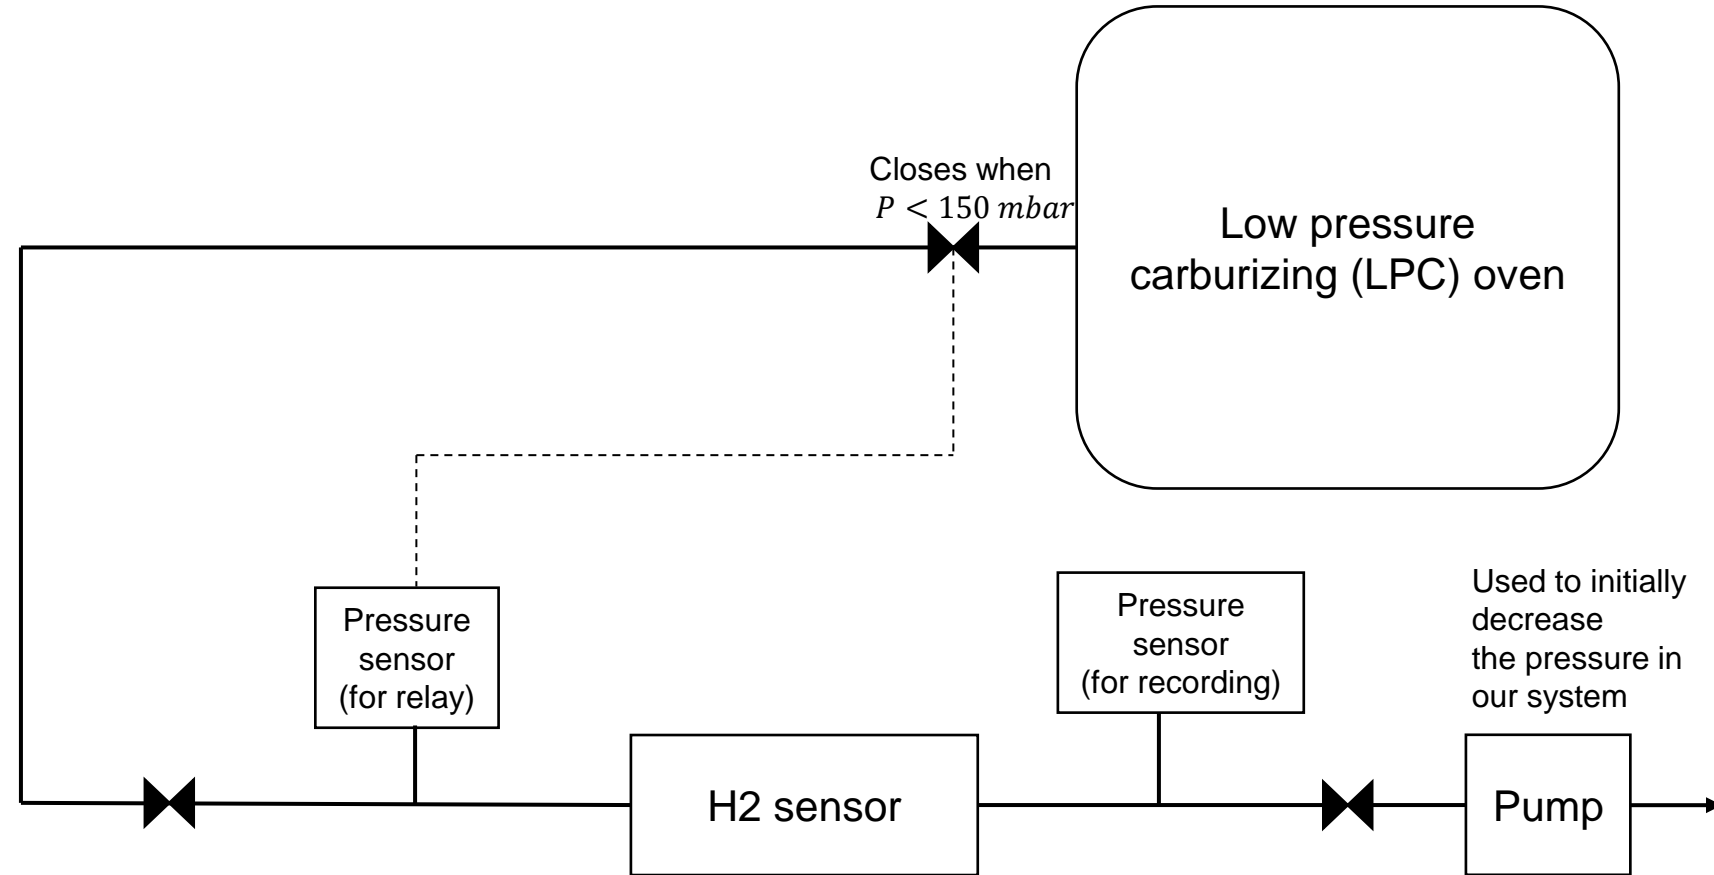 Closes when
P < 150 mbar
Low pressure
carburizing (LPC) oven
Pressure
sensor
(for relay)
Pressure
sensor
(for recording)
Used to initially
decrease
the pressure in
our system
H2 sensor
Pump